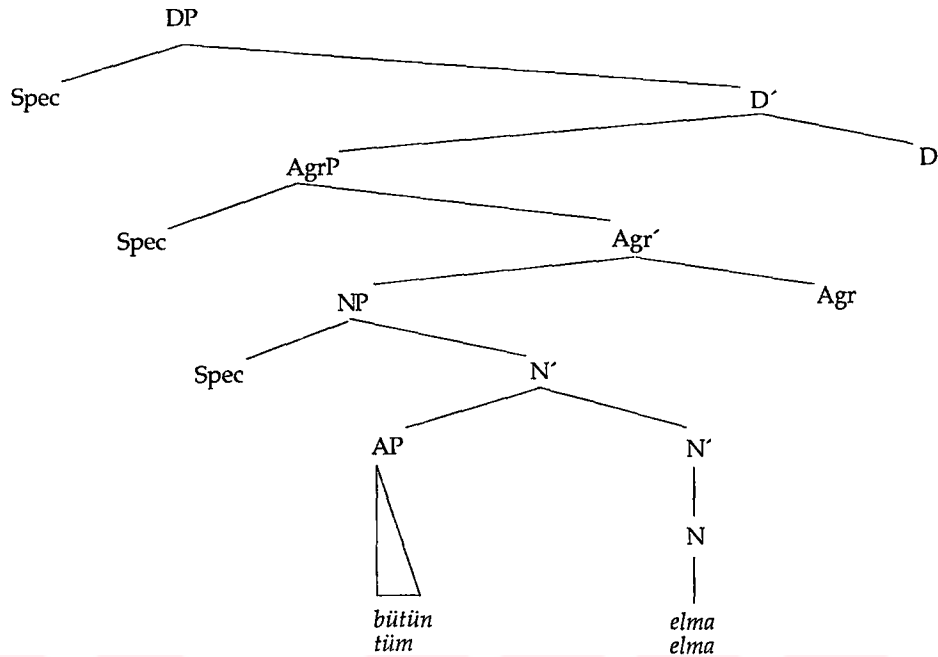 DP
Spec
D´
AgrP
D
Spec
Agr´
NP
Agr
Spec
N´
AP
N´
N
bütün
elma
tüm
elma